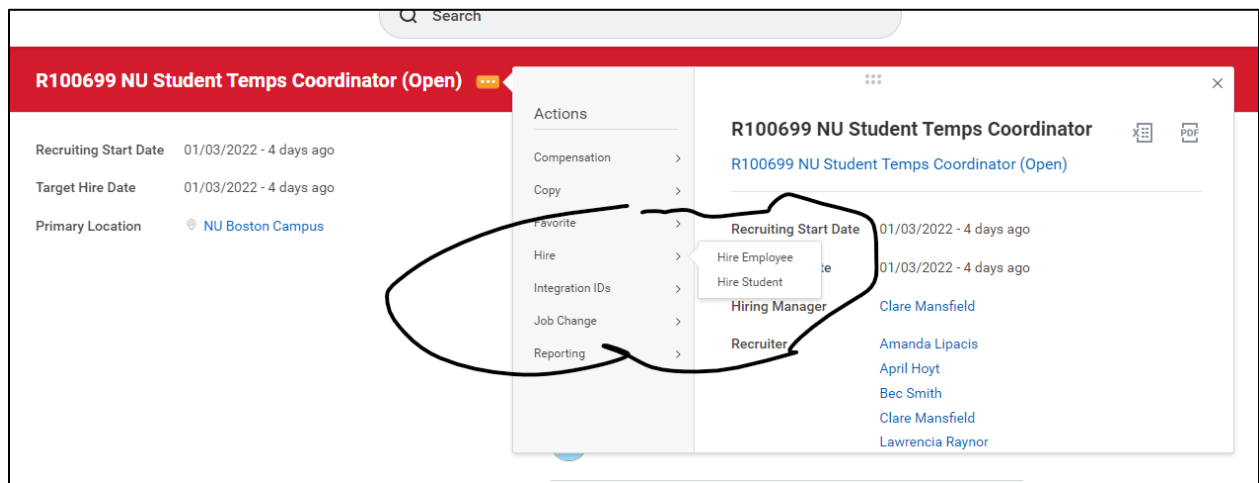 Search
R100699 NU Student Temps Coordinator (Open)
Recruiting Start Date 01/03/2022 - 4 days ago
Target Hire Date 01/03/2022 - 4 days ago
Primary Location NU Boston Campus
Actions
Compensation
Copy
Favorite
Hire
Integration IDs
Job Change
Reporting
Hire Employee
Hire Student
R100699 NU Student Temps Coordinator
PDF
R100699 NU Student Temps Coordinator (Open)
Recruiting Start Date 01/03/2022 - 4 days ago
te 01/03/2022 - 4 days ago
Hiring Manager Clare Mansfield
Recruiter Amanda Lipacis
April Hoyt
Bec Smith
Clare Mansfield
Lawrencia Raynor